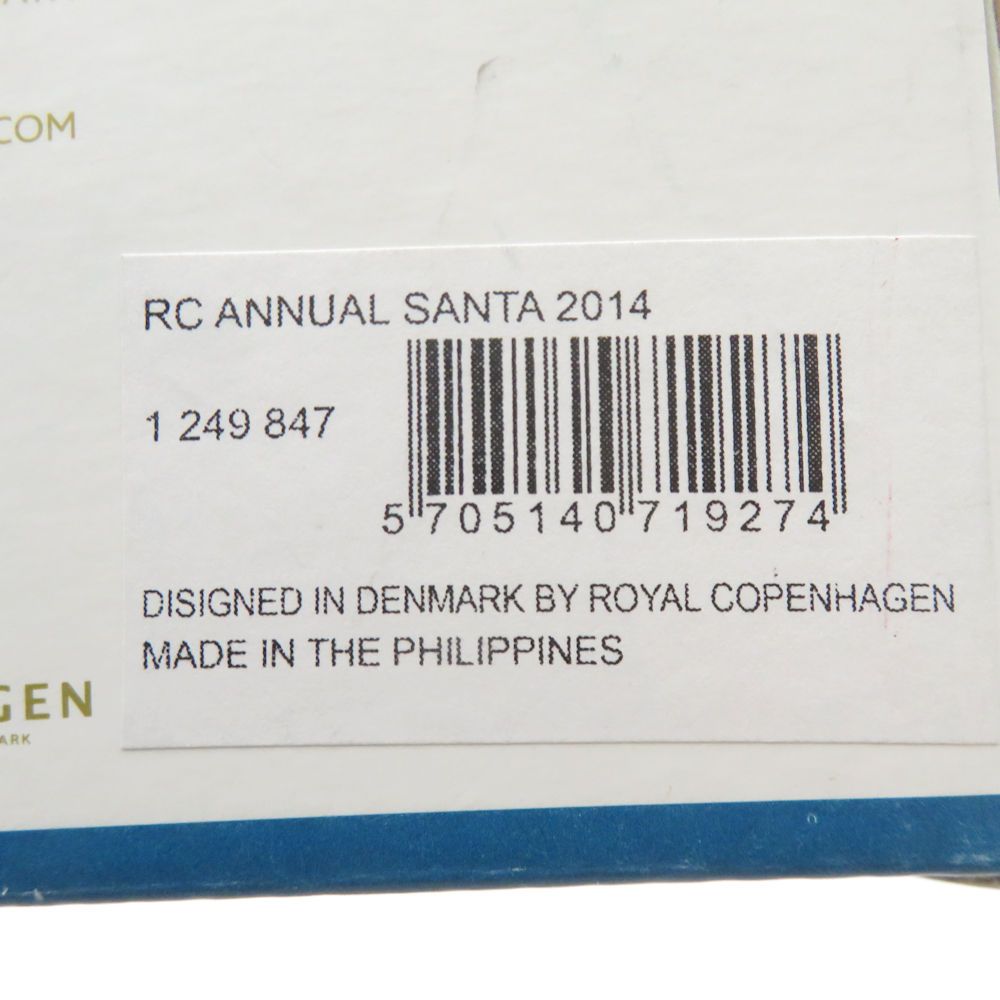 COM
RC ANNUAL SANTA 2014
1 249 847
5 705140 719274
DISIGNED IN DENMARK BY ROYAL COPENHAGEN
MADE IN THE PHILIPPINES
GEN
ARK